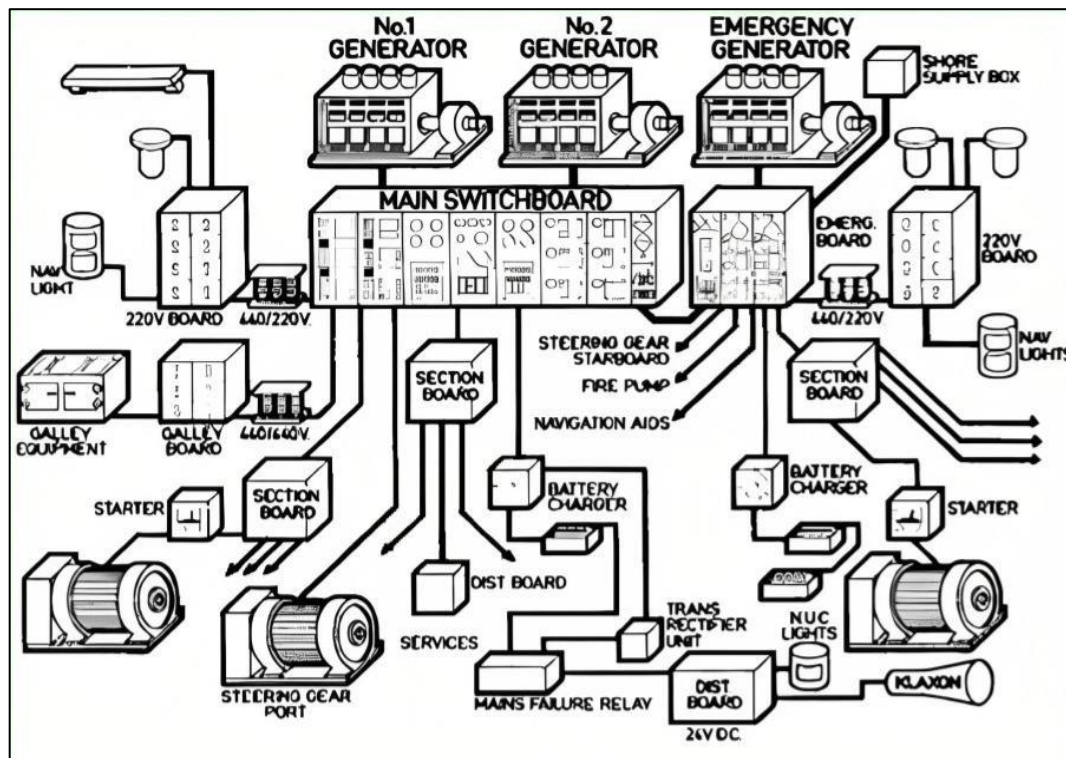 No.1
GENERATOR
No.2
GENERATOR
EMERGENCY
GENERATOR
SHORE
SUPPLY BOX
MAIN SWITCHBOARD
EMERG.
BOARD
220V
BOARD
NAV
LIGHT
220V BOARD
440/220V.
440/220V
NAV
LIGHTS
STEERING GEAR
STARBOARD
FIRE PUMP
NAVIGATION AIDS
SECTION
BOARD
SECTION
BOARD
GALLEY
EQUIPMENT
GALLEY
BOARD
440/440V.
STARTER
SECTION
BOARD
BATTERY
CHARGER
BATTERY
CHARGER
STARTER
DIST BOARD
SERVICES
TRANS
RECTIFIER
UNIT
N.U.C
LIGHTS
STEERING GEAR
PORT
MAINS FAILURE RELAY
DIST
BOARD
24V DC.
KLAXON